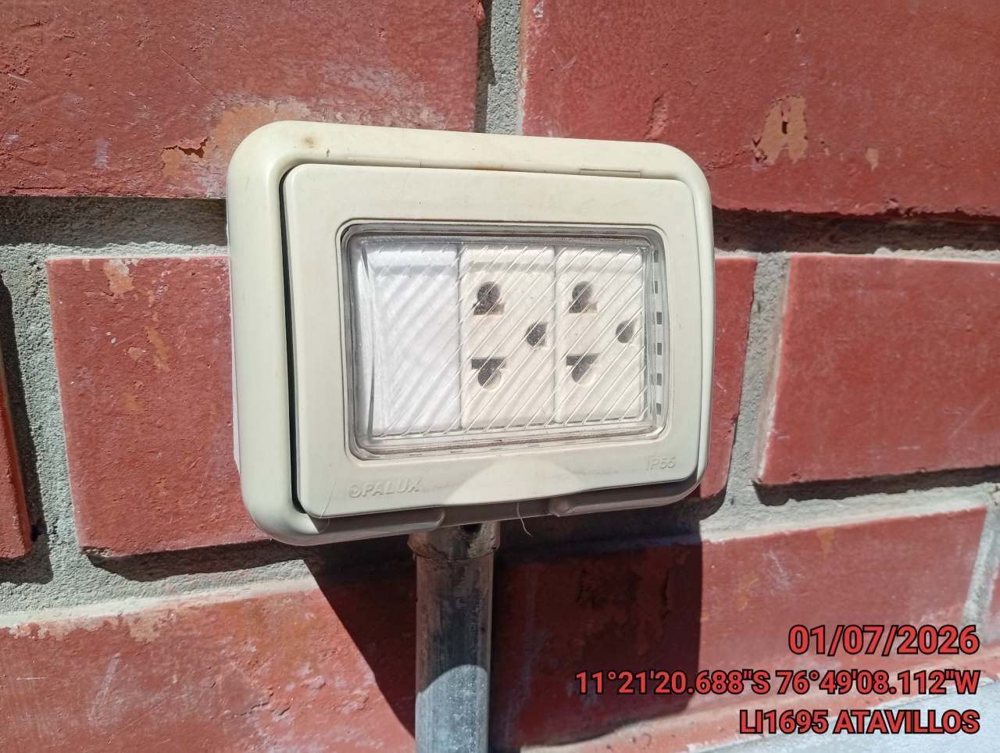 OPALUX
IP55
01/07/2026
11°21'20.688"S 76°49'08.112"W
LI1695 ATAVILLOS